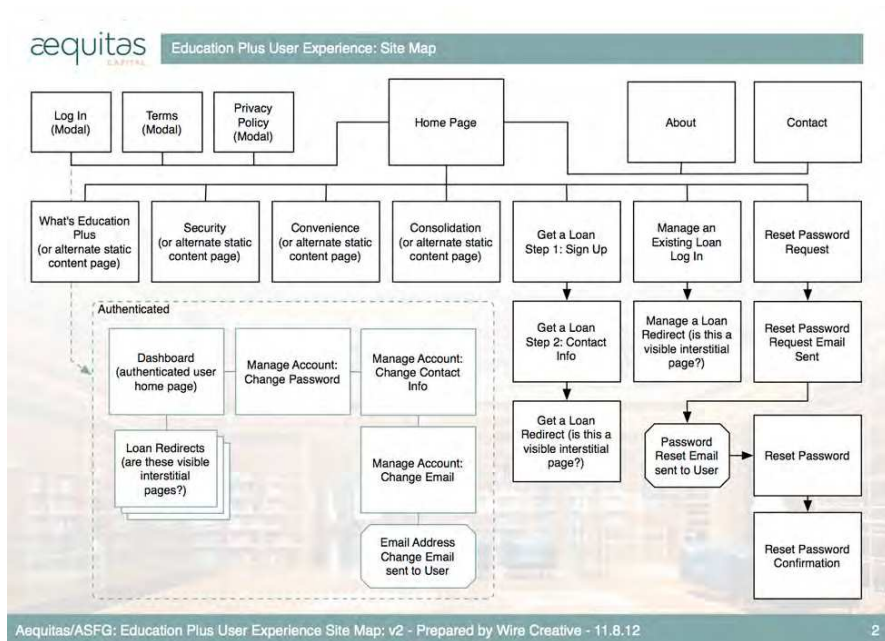 æquitas
CAPITAL
Education Plus User Experience: Site Map
Log In
(Modal)
Terms
(Modal)
Privacy
Policy
(Modal)
Home Page
About
Contact
What's Education
Plus
(or alternate static
content page)
Security
(or alternate static
content page)
Convenience
(or alternate static
content page)
Consolidation
(or alternate static
content page)
Get a Loan
Step 1: Sign Up
Manage an
Existing Loan
Log In
Reset Password
Request
Authenticated
Dashboard
(authenticated user
home page)
Manage Account:
Change Password
Manage Account:
Change Contact
Info
Get a Loan
Step 2: Contact
Info
Manage a Loan
Redirect (is this a
visible interstitial
page?)
Reset Password
Request Email
Sent
Loan Redirects
(are these visible
interstitial
pages?)
Manage Account:
Change Email
Get a Loan
Redirect (is this a
visible interstitial
page?)
Password
Reset Email
sent to User
Reset Password
Email Address
Change Email
sent to User
Reset Password
Confirmation
Aequitas/ASFG: Education Plus User Experience Site Map: v2 - Prepared by Wire Creative - 11.8.12
2